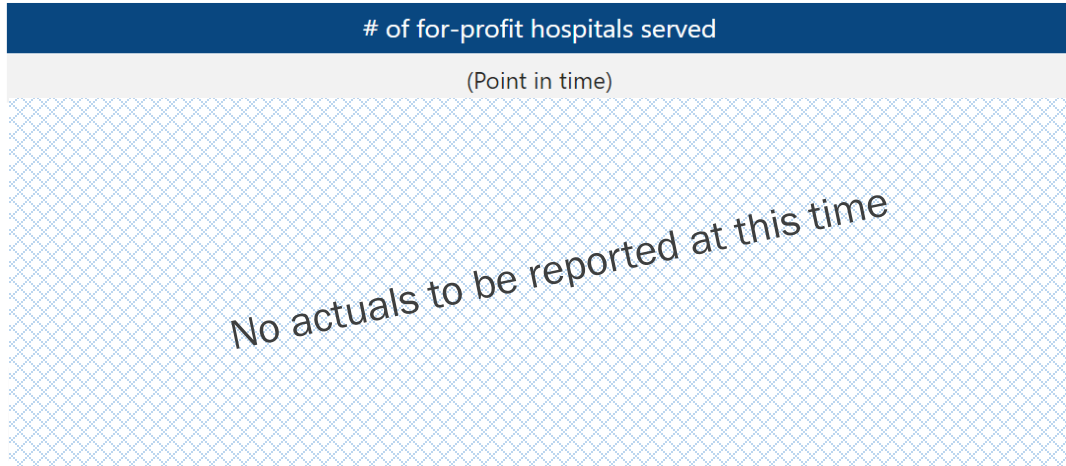 # of for-profit hospitals served
(Point in time)
No actuals to be reported at this time